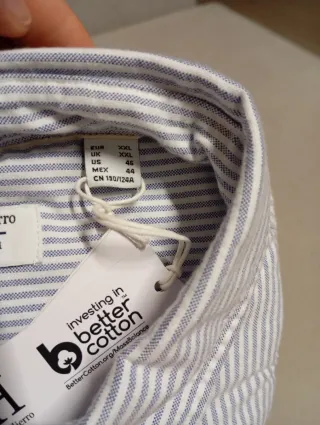 EUR XXL
UK XXL
US 46
MEX 44
CN 190/124A
investing in
better
cotton
BetterCotton.org/MassBalance